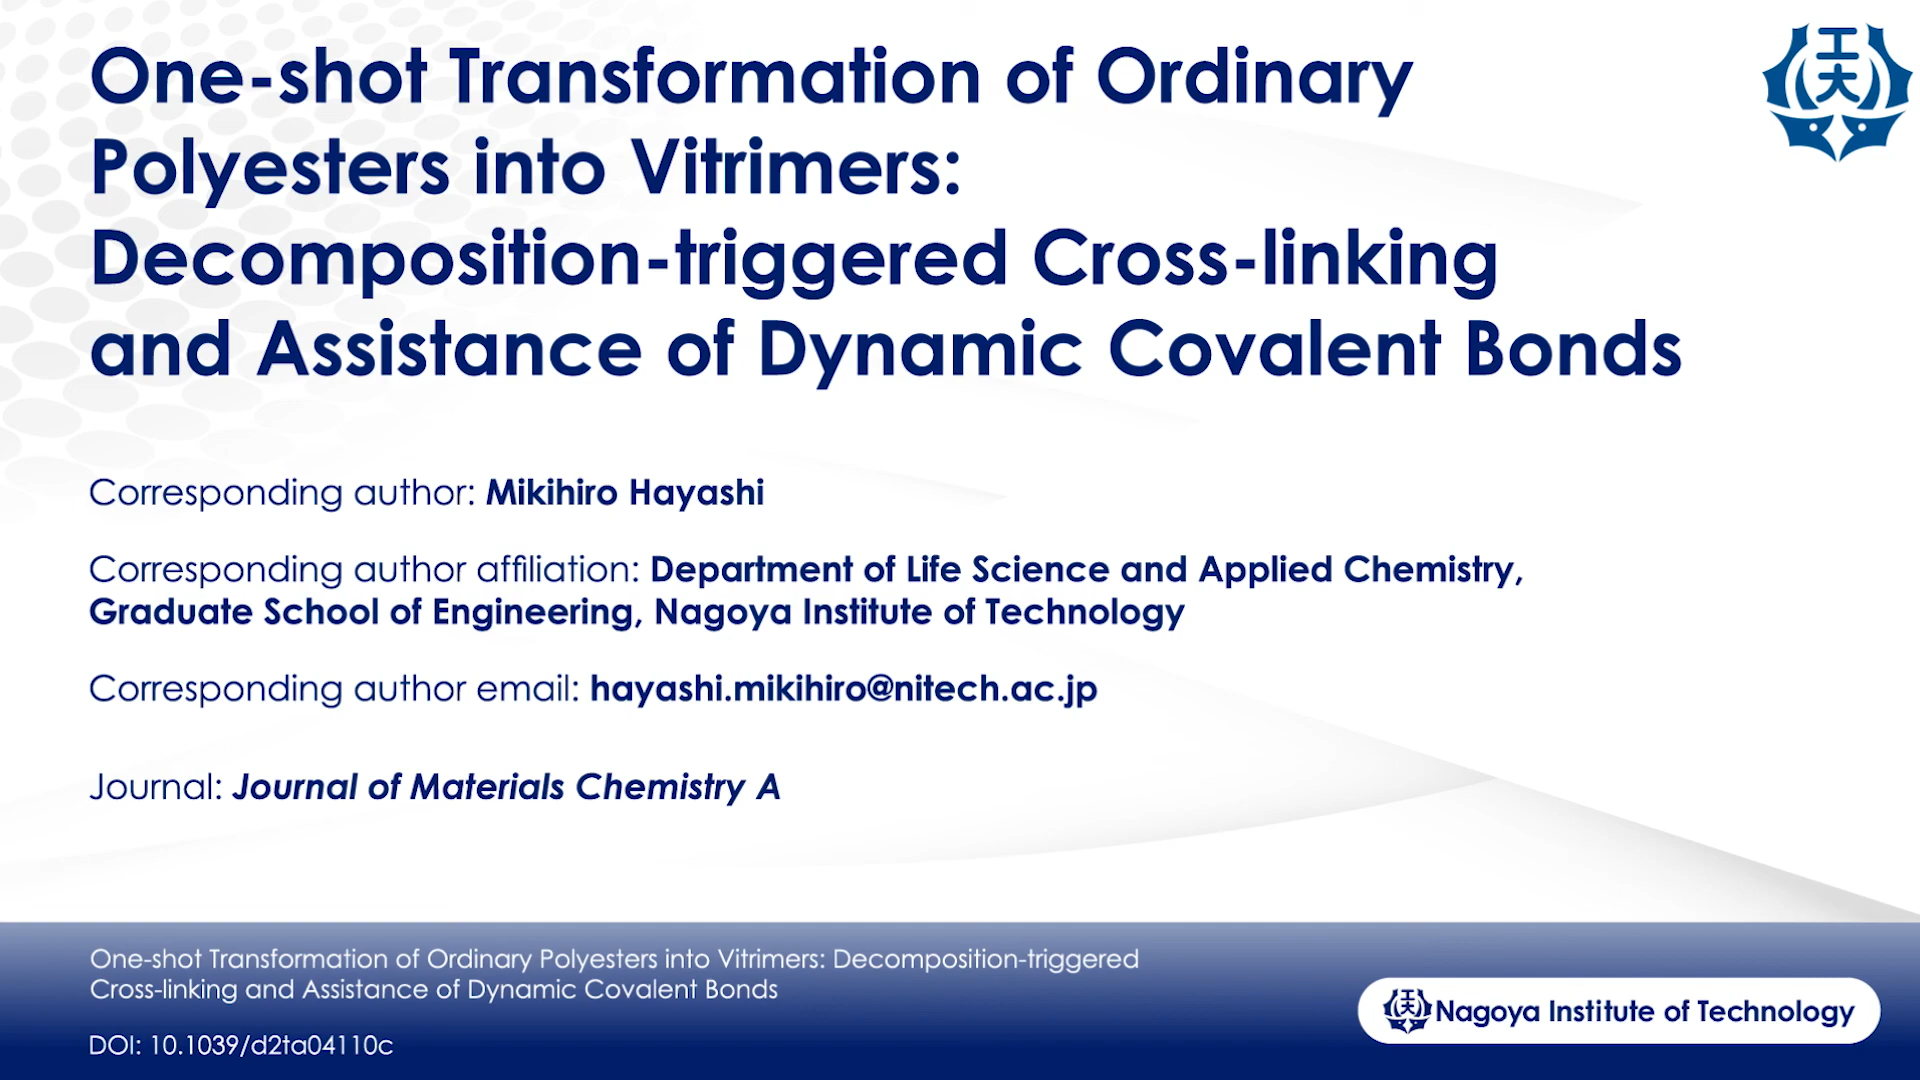 One-shot Transformation of Ordinary
Polyesters into Vitrimers:
Decomposition-triggered Cross-linking
and Assistance of Dynamic Covalent Bonds
工
大
Corresponding author: Mikihiro Hayashi
Corresponding author affiliation: Department of Life Science and Applied Chemistry,
Graduate School of Engineering, Nagoya Institute of Technology
Corresponding author email: hayashi.mikihiro@nitech.ac.jp
Journal: Journal of Materials Chemistry A
One-shot Transformation of Ordinary Polyesters into Vitrimers: Decomposition-triggered
Cross-linking and Assistance of Dynamic Covalent Bonds
DOI: 10.1039/d2ta04110c
工大 Nagoya Institute of Technology